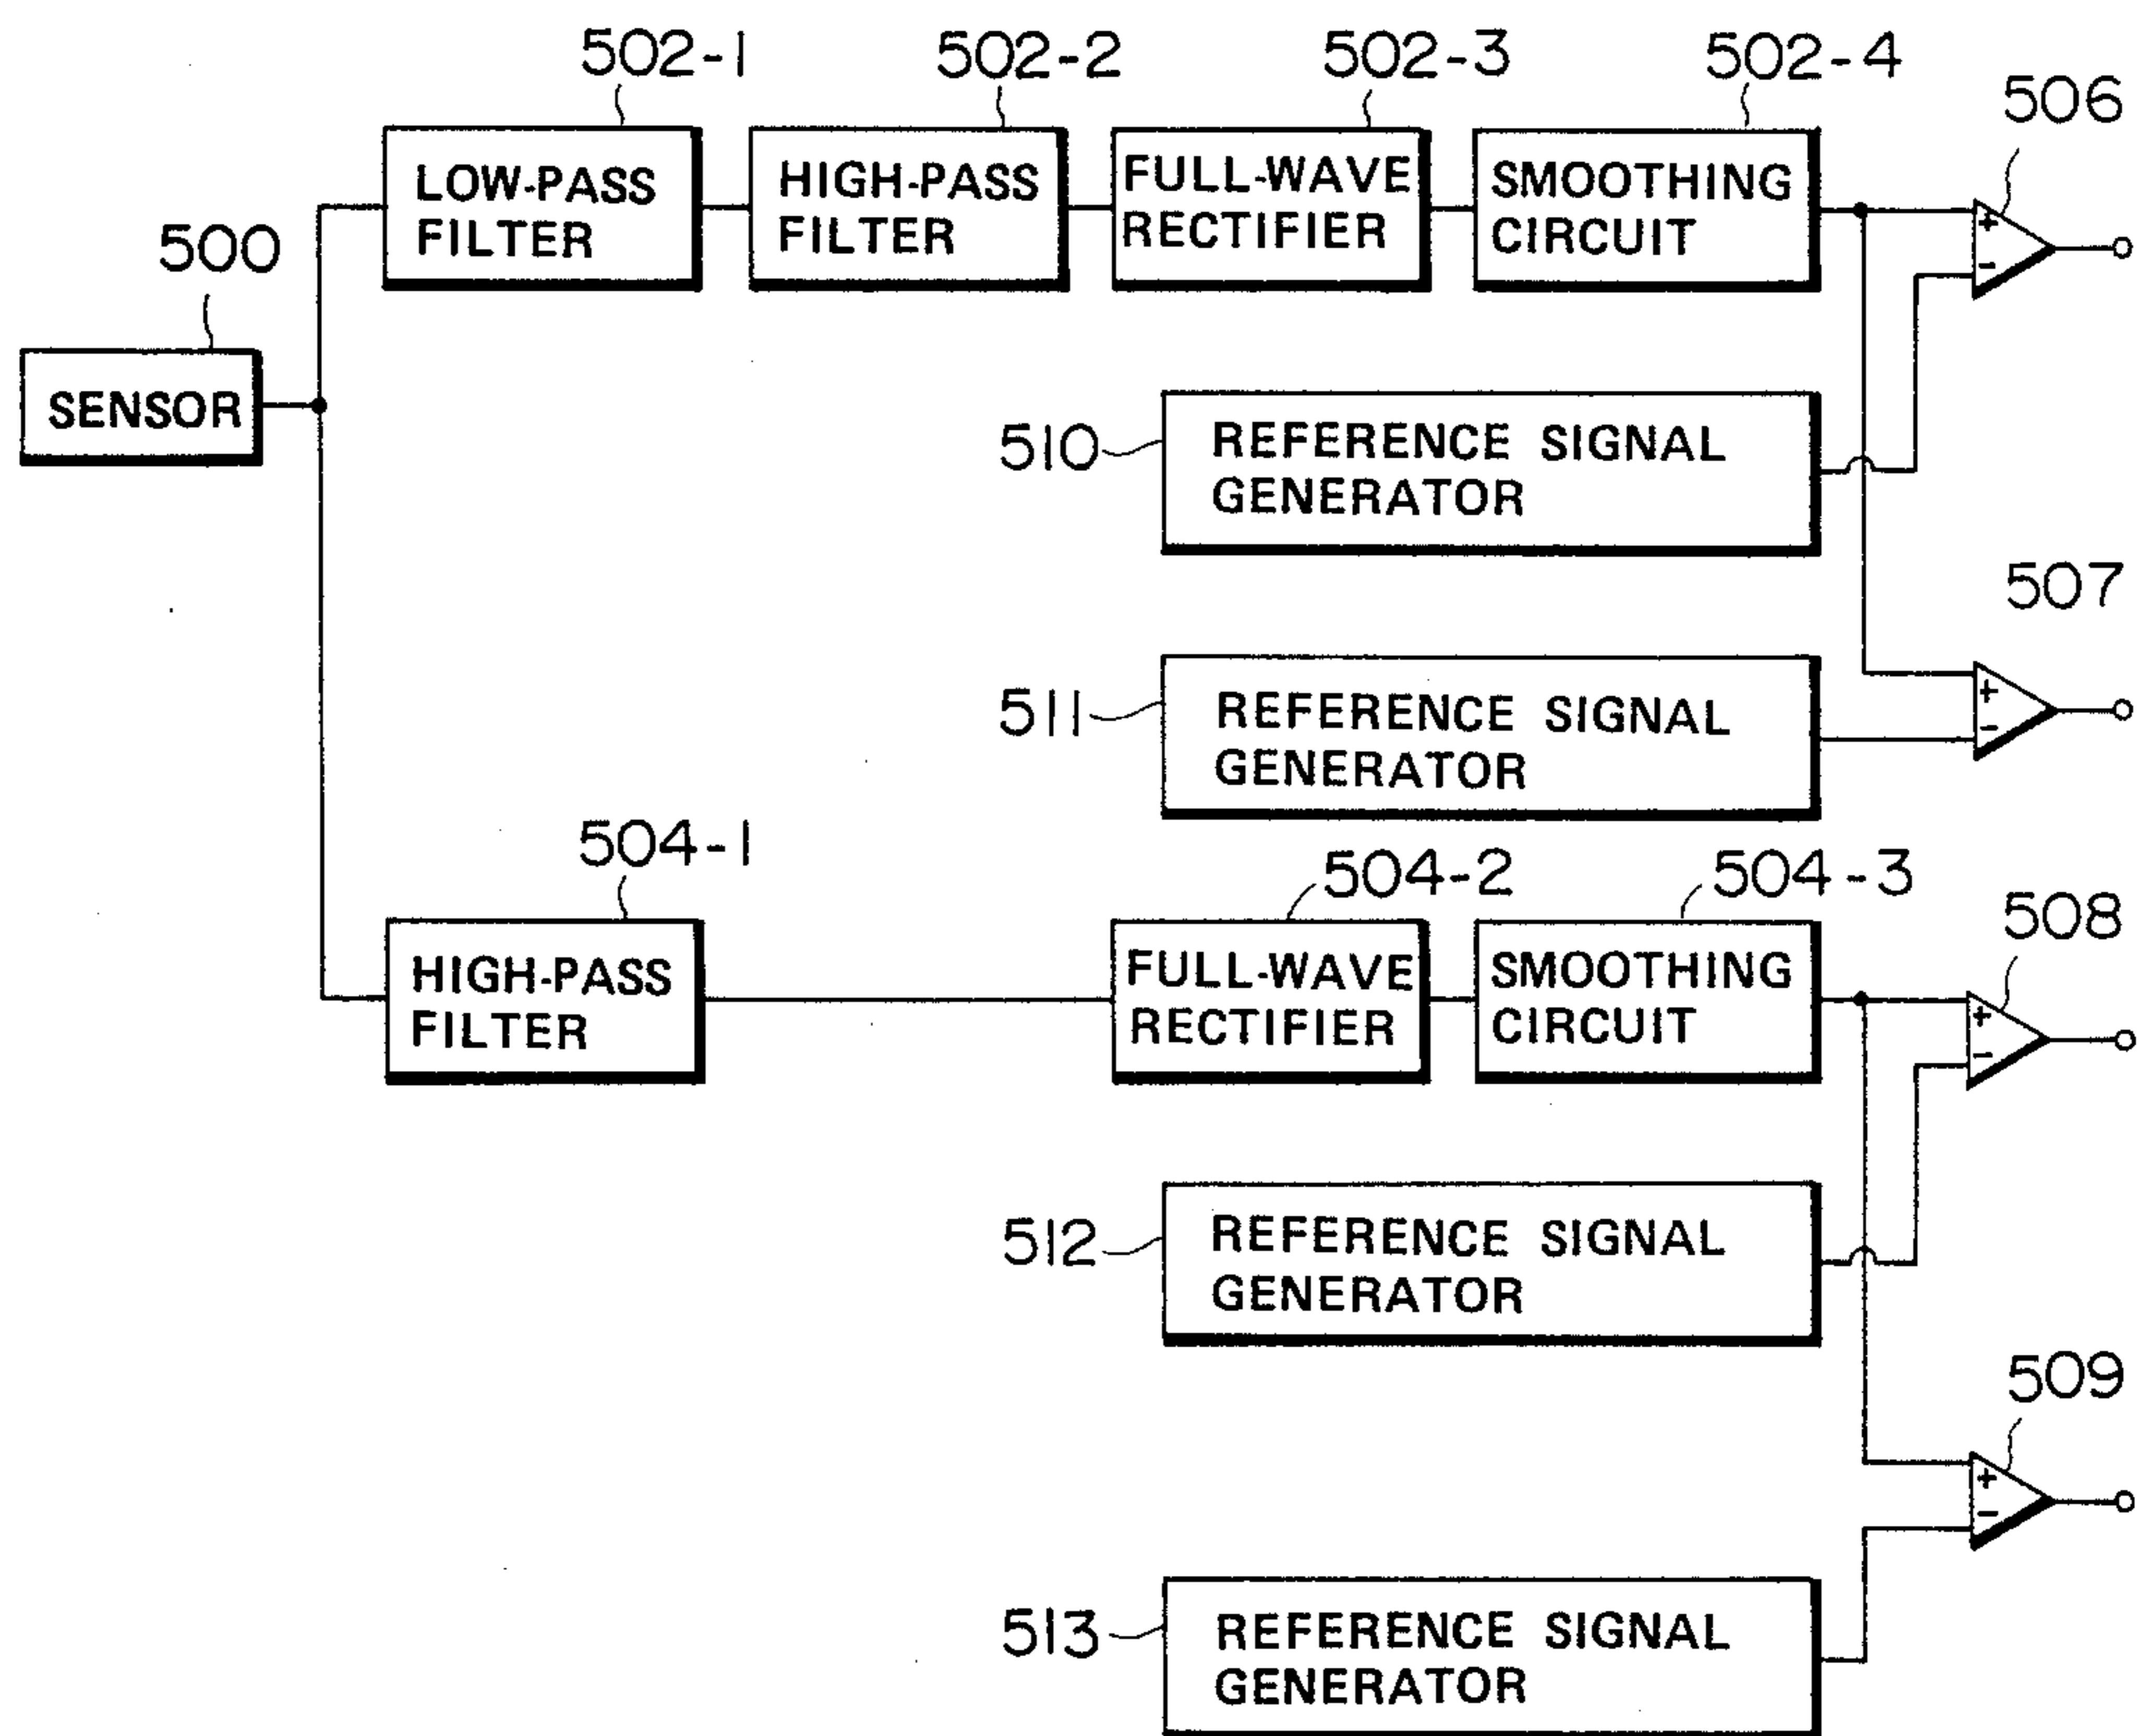 502-1
502-2
502-3
502-4
506
LOW-PASS
FILTER
HIGH-PASS
FILTER
FULL-WAVE
RECTIFIER
SMOOTHING
CIRCUIT
+
-
500
SENSOR
510
REFERENCE SIGNAL
GENERATOR
507
511
REFERENCE SIGNAL
GENERATOR
+
-
504-1
504-2
504-3
508
HIGH-PASS
FILTER
FULL-WAVE
RECTIFIER
SMOOTHING
CIRCUIT
+
-
512
REFERENCE SIGNAL
GENERATOR
509
+
-
513
REFERENCE SIGNAL
GENERATOR